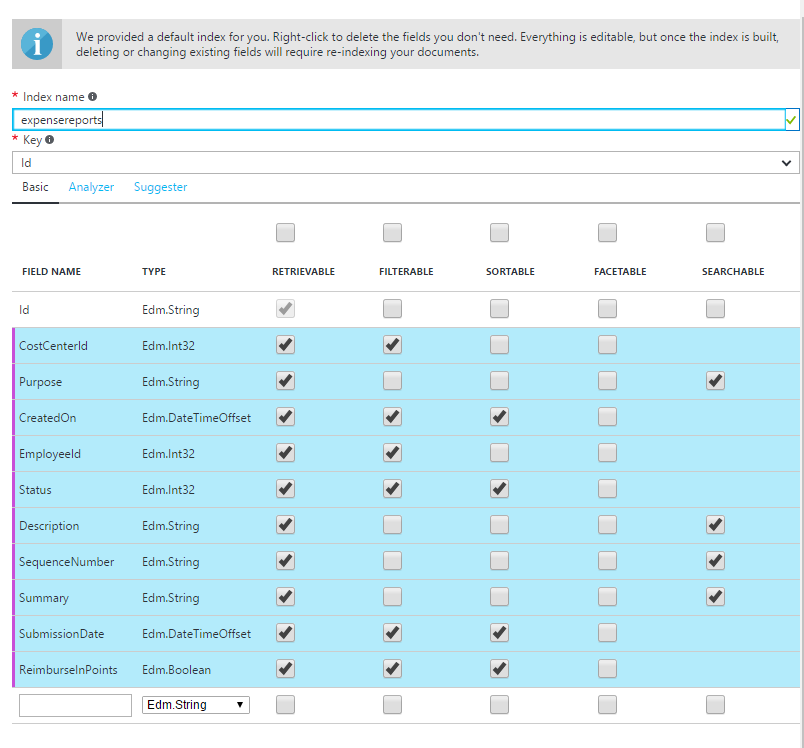 We provided a default index for you. Right-click to delete the fields you don't need. Everything is editable, but once the index is built,
deleting or changing existing fields will require re-indexing your documents.
* Index name
expensereports
* Key
Id
Basic Analyzer Suggester
FIELD NAME TYPE RETRIEVABLE FILTERABLE SORTABLE FACETABLE SEARCHABLE
Id Edm.String
CostCenterId Edm.Int32
Purpose Edm.String
CreatedOn Edm.DateTimeOffset
EmployeeId Edm.Int32
Status Edm.Int32
Description Edm.String
SequenceNumber Edm.String
Summary Edm.String
SubmissionDate Edm.DateTimeOffset
ReimburseInPoints Edm.Boolean
Edm.String